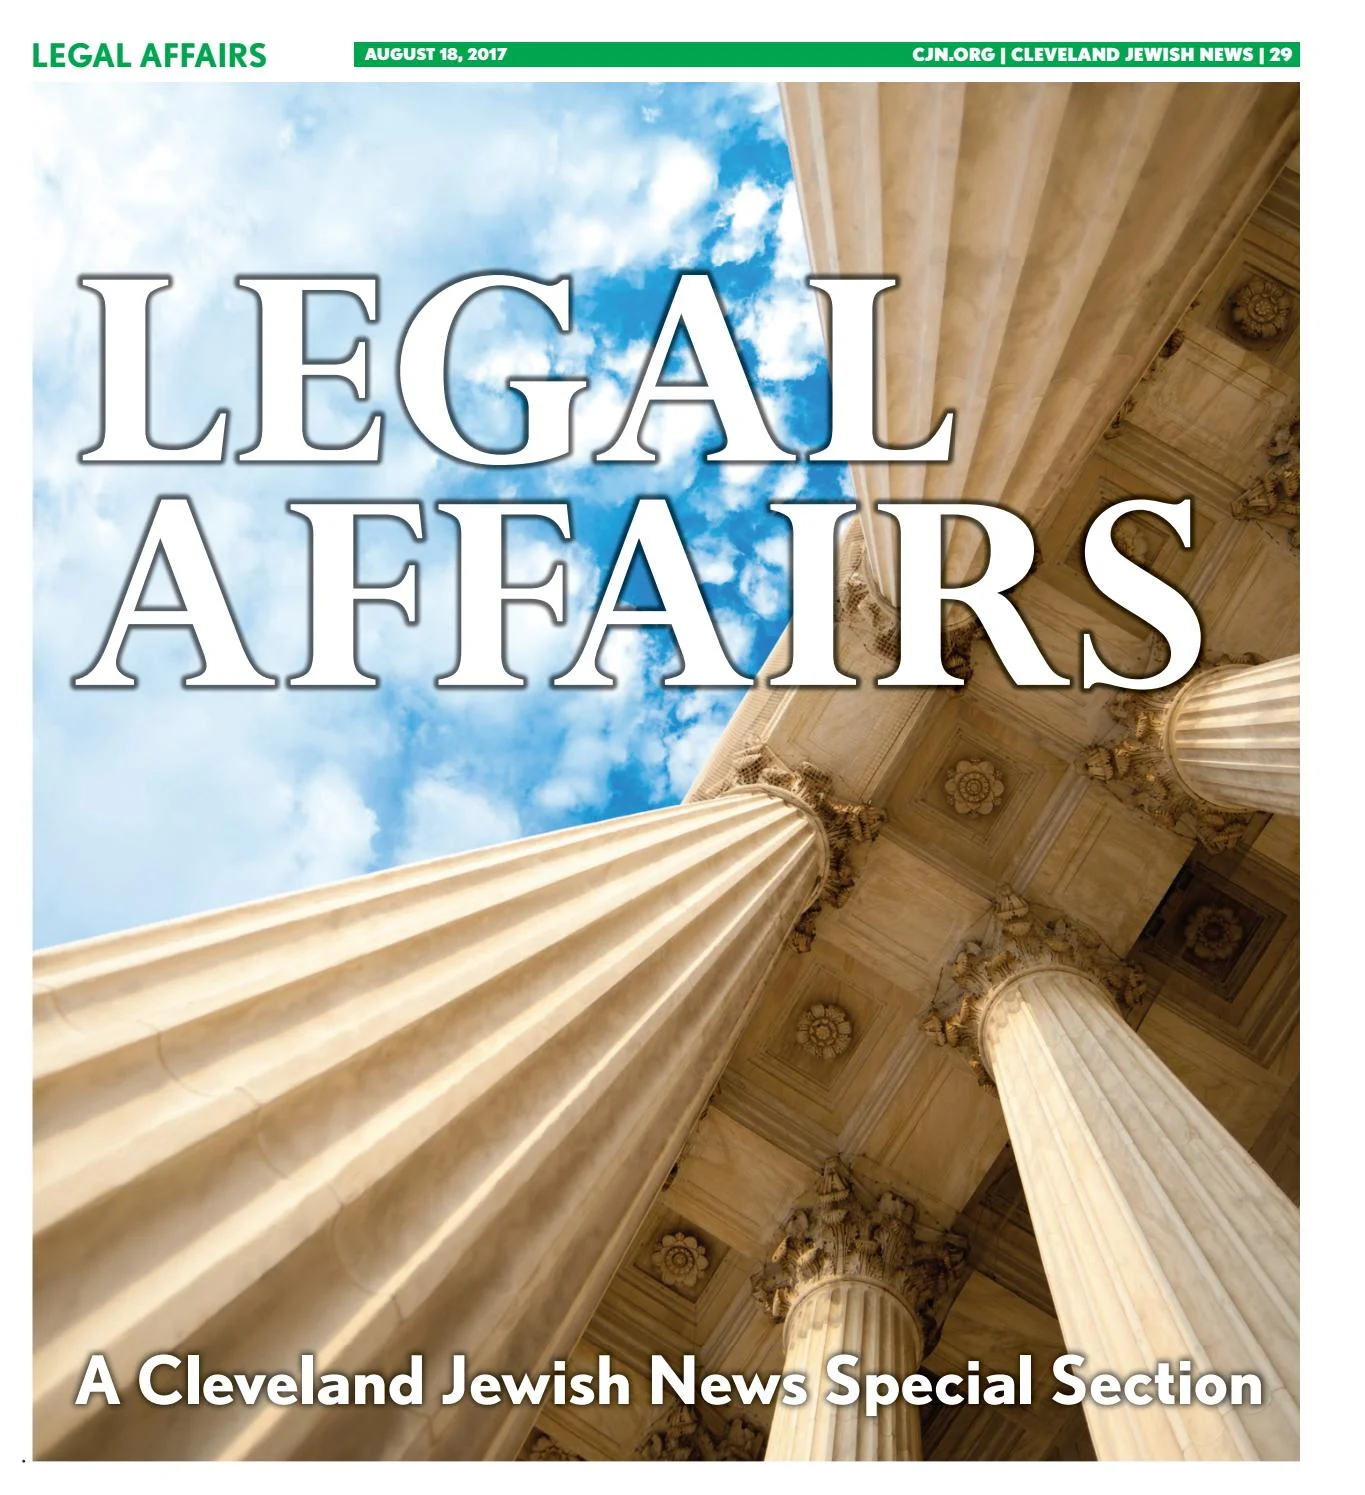 LEGAL AFFAIRS
AUGUST 18, 2017
CJN.ORG | CLEVELAND JEWISH NEWS | 29
LEGAL
AFFAIRS
A Cleveland Jewish News Special Section